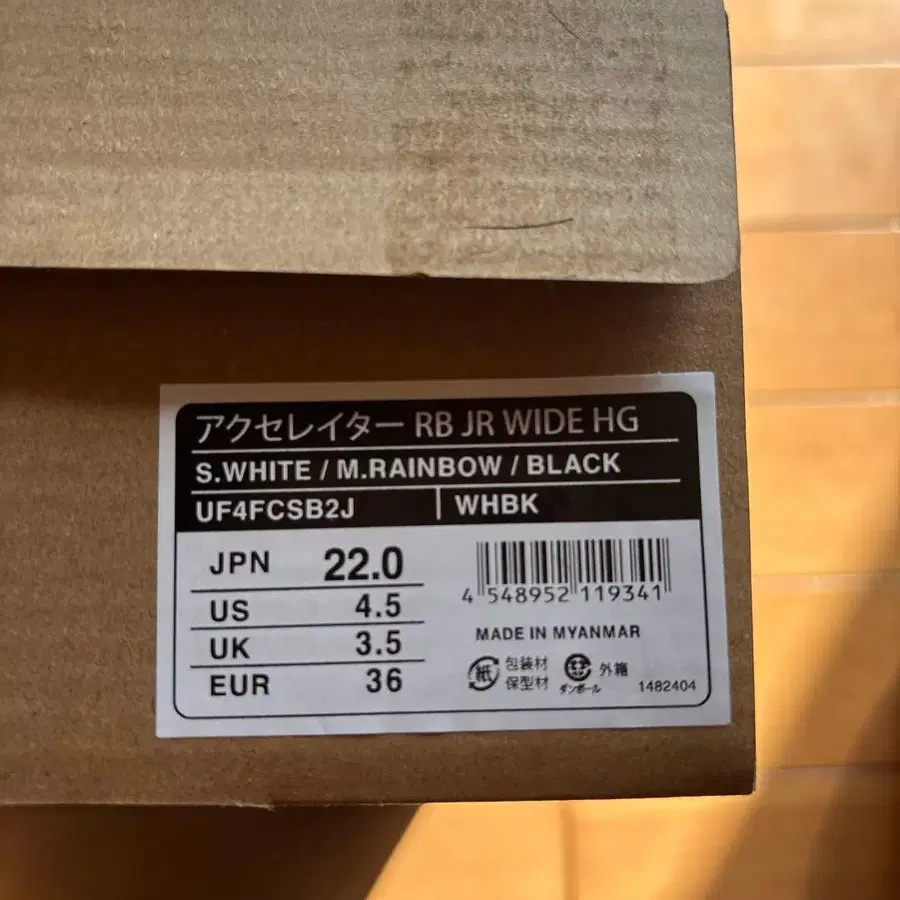 アクセレイター RB JR WIDE HG
S.WHITE / M.RAINBOW / BLACK
UF4FCSB2J | WHBK
JPN 22.0
US 4.5
UK 3.5
EUR 36
4 548952 119341
MADE IN MYANMAR
紙 包装材
保型材
ダンボール 外箱
1482404